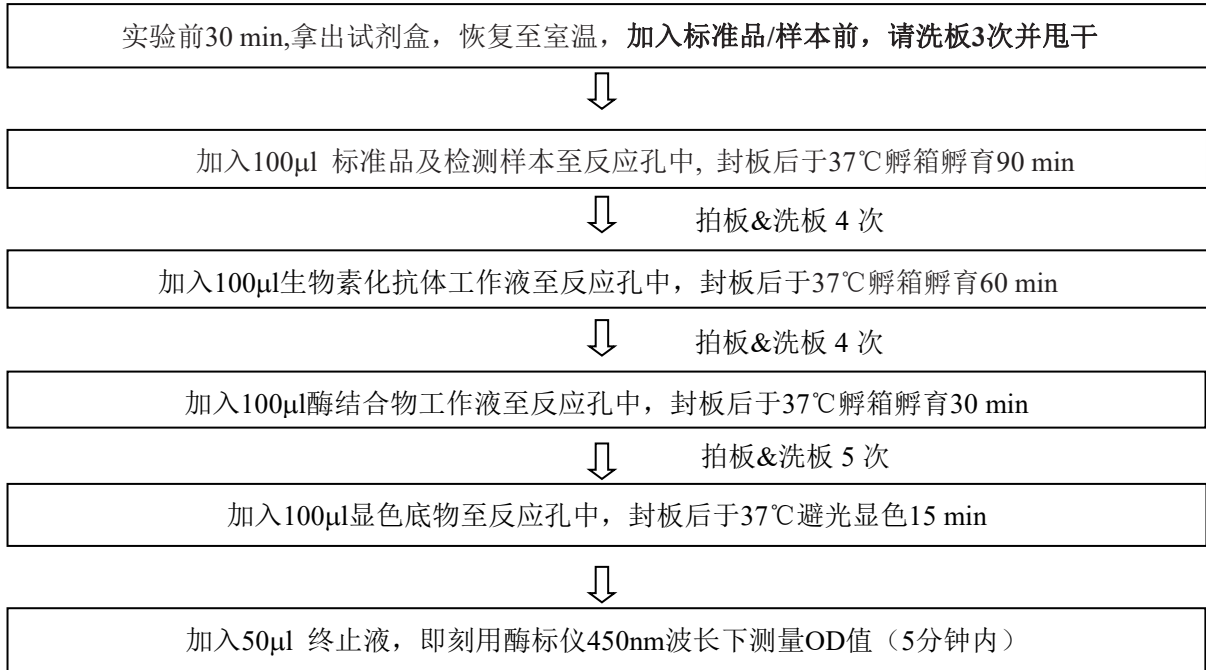 实验前30 min,拿出试剂盒，恢复至室温，加入标准品/样本前，请洗板3次并甩干
加入100μl 标准品及检测样本至反应孔中, 封板后于37℃孵箱孵育90 min
拍板&洗板 4 次
加入100μl生物素化抗体工作液至反应孔中，封板后于37℃孵箱孵育60 min
拍板&洗板 4 次
加入100μl酶结合物工作液至反应孔中，封板后于37℃孵箱孵育30 min
拍板&洗板 5 次
加入100μl显色底物至反应孔中，封板后于37℃避光显色15 min
加入50μl 终止液，即刻用酶标仪450nm波长下测量OD值（5分钟内）